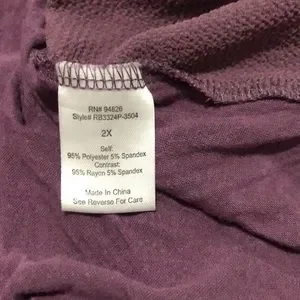 RN# 94826
Style# RB3324P-3504
2X
Self:
95% Polyester 5% Spandex
Contrast:
95% Rayon 5% Spandex
Made In China
See Reverse For Care